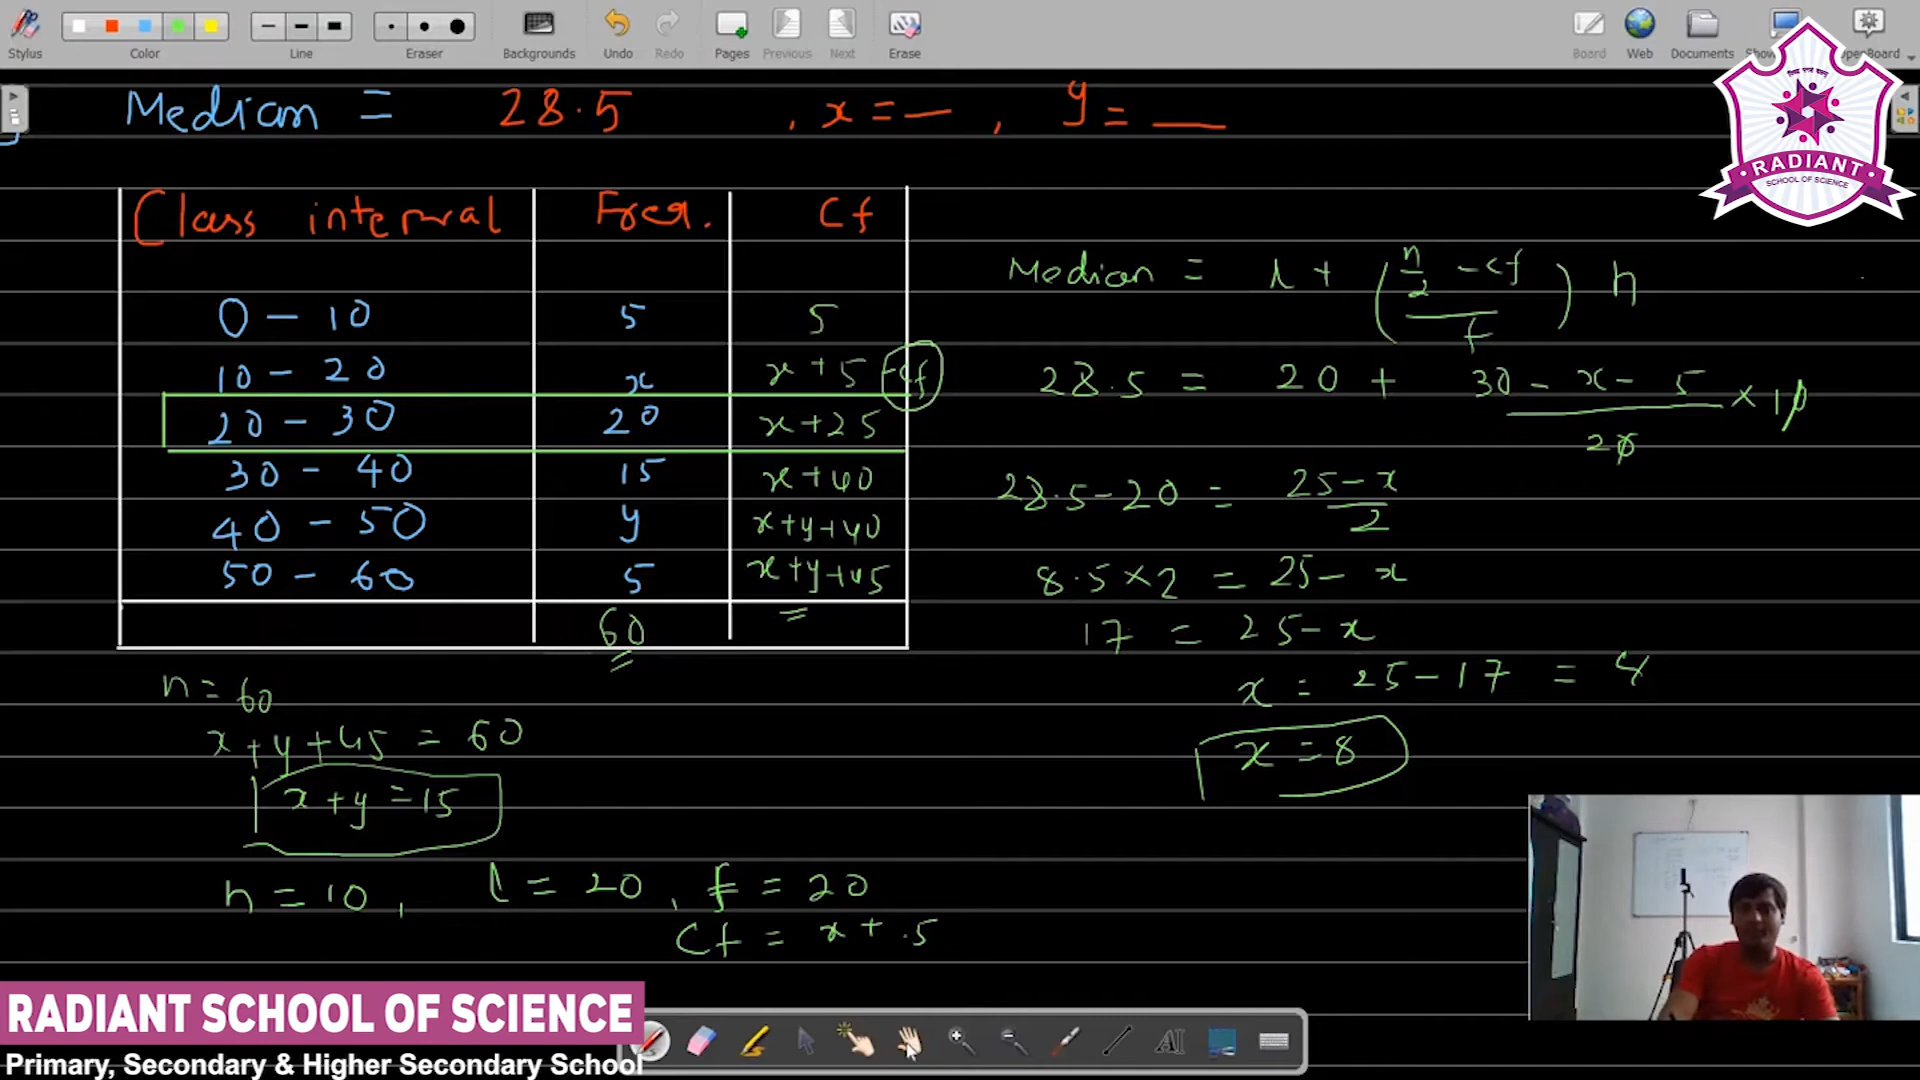 Stylus Color Line Eraser Backgrounds Undo Redo Pages Previous Next Erase Board Web Documents
Median = 28.5 , x = — , y = __
RADIANT
SCHOOL OF SCIENCE
Class interval Freq. Cf
0 - 10 5 5
10 - 20 x x + 5 - cf
20 - 30 20 x + 25
30 - 40 15 x + 40
40 - 50 y x + y + 40
50 - 60 5 x + y + 45
60
n = 60
x + y + 45 = 60
x + y = 15
h = 10 , l = 20 , f = 20
Cf = x + .5
Median = l + ( n/2 - cf / f ) h
28.5 = 20 + 30 - x - 5 / 20 × 10
28.5 - 20 = 25 - x / 2
8.5 × 2 = 25 - x
17 = 25 - x
x = 25 - 17 =
x = 8
RADIANT SCHOOL OF SCIENCE
Primary, Secondary & Higher Secondary School